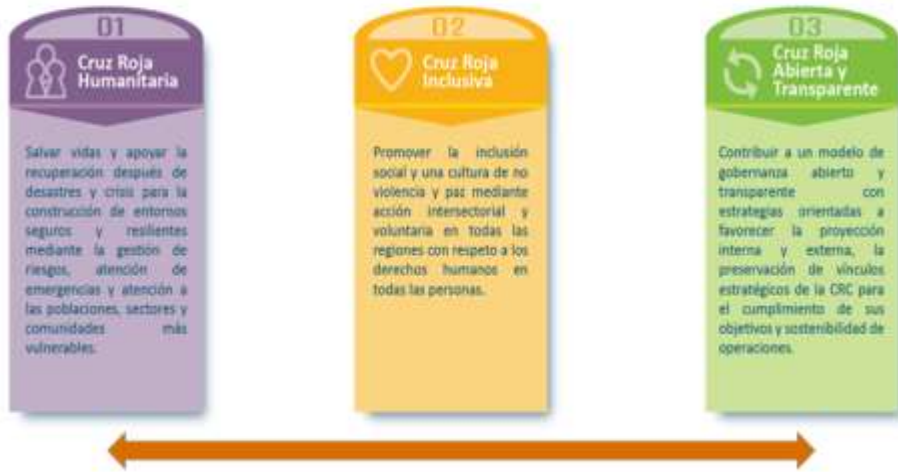 01
Cruz Roja
Humanitaria
Salvar vidas y apoyar la
recuperación después de
desastres y crisis para la
construcción de entornos
seguros y resilientes
mediante la gestión de
riesgos, atención de
emergencias y atención a
las poblaciones, sectores y
comunidades más
vulnerables.
02
Cruz Roja
Inclusiva
Promover la inclusión
social y una cultura de no
violencia y paz mediante
acción intersectorial y
voluntaria en todas las
regiones con respeto a los
derechos humanos en
todas las personas.
03
Cruz Roja
Abierta y
Transparente
Contribuir a un modelo de
gobernanza abierto y
transparente con
estrategias orientadas a
favorecer la proyección
interna y externa, la
preservación de vínculos
estratégicos de la CRC para
el cumplimiento de sus
objetivos y sostenibilidad de
operaciones.